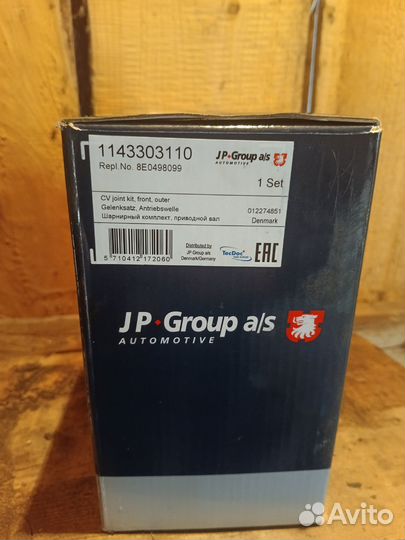 1143303110
Repl.No. 8E0498099
JP Group a/s
AUTOMOTIVE
1 Set
CV joint kit, front, outer
Gelenksatz, Antriebswelle
Шарнирный комплект, приводной вал
012274851
Denmark
5 710412 172060
Distributed by
JP Group a/s
Denmark/Germany
TecDoc
EAC
JP Group a/s
AUTOMOTIVE
Avito